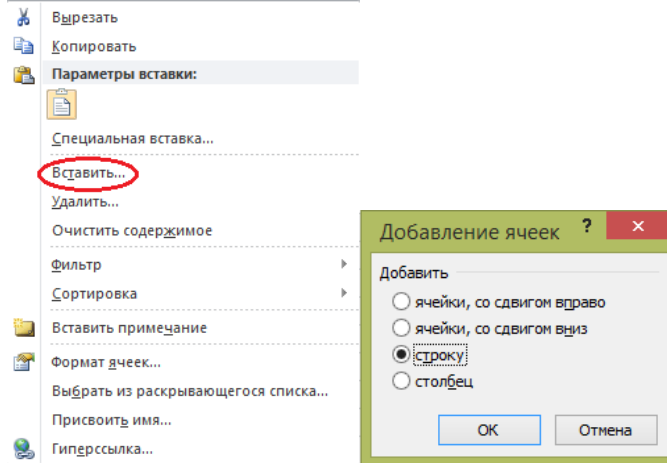 Вырезать
Копировать
Параметры вставки:
Специальная вставка...
Вставить...
Удалить...
Очистить содержимое
Фильтр
Сортировка
Вставить примечание
Формат ячеек...
Выбрать из раскрывающегося списка...
Присвоить имя...
Гиперссылка...
Добавление ячеек ?
Добавить
ячейки, со сдвигом вправо
ячейки, со сдвигом вниз
строку
столбец
ОК Отмена